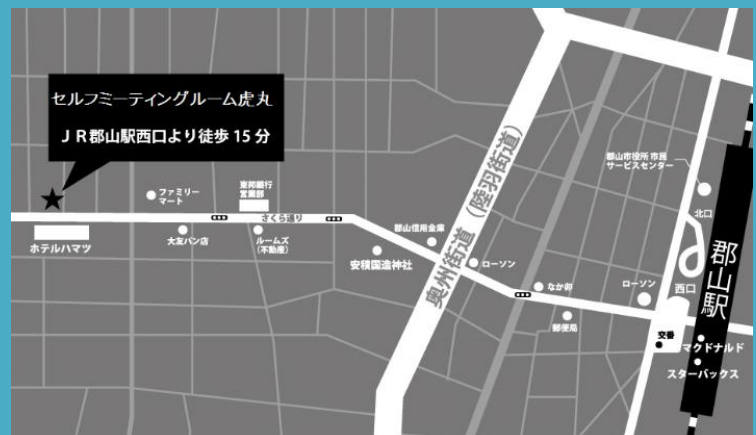 セルフミーティングルーム虎丸
JR郡山駅西口より徒歩15分
ファミリー
マート
東邦銀行
営業部
さくら通り
ホテルハマツ
大友パン店
ルームズ
(不動産)
郡山信用金庫
安積国造神社
奥州街道(陸羽街道)
ローソン
なか卯
郵便局
ローソン
郡山市役所 市民
サービスセンター
北口
西口
郡山駅
交番
マクドナルド
スターバックス